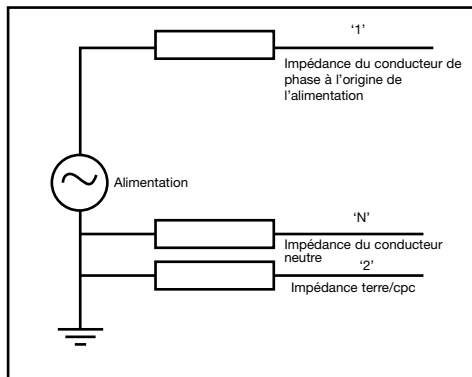 ‘1’
Impédance du conducteur de
phase à l’origine de
l’alimentation
Alimentation
‘N’
Impédance du conducteur
neutre
‘2’
Impédance terre/cpc